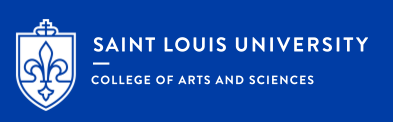 SAINT LOUIS UNIVERSITY
COLLEGE OF ARTS AND SCIENCES